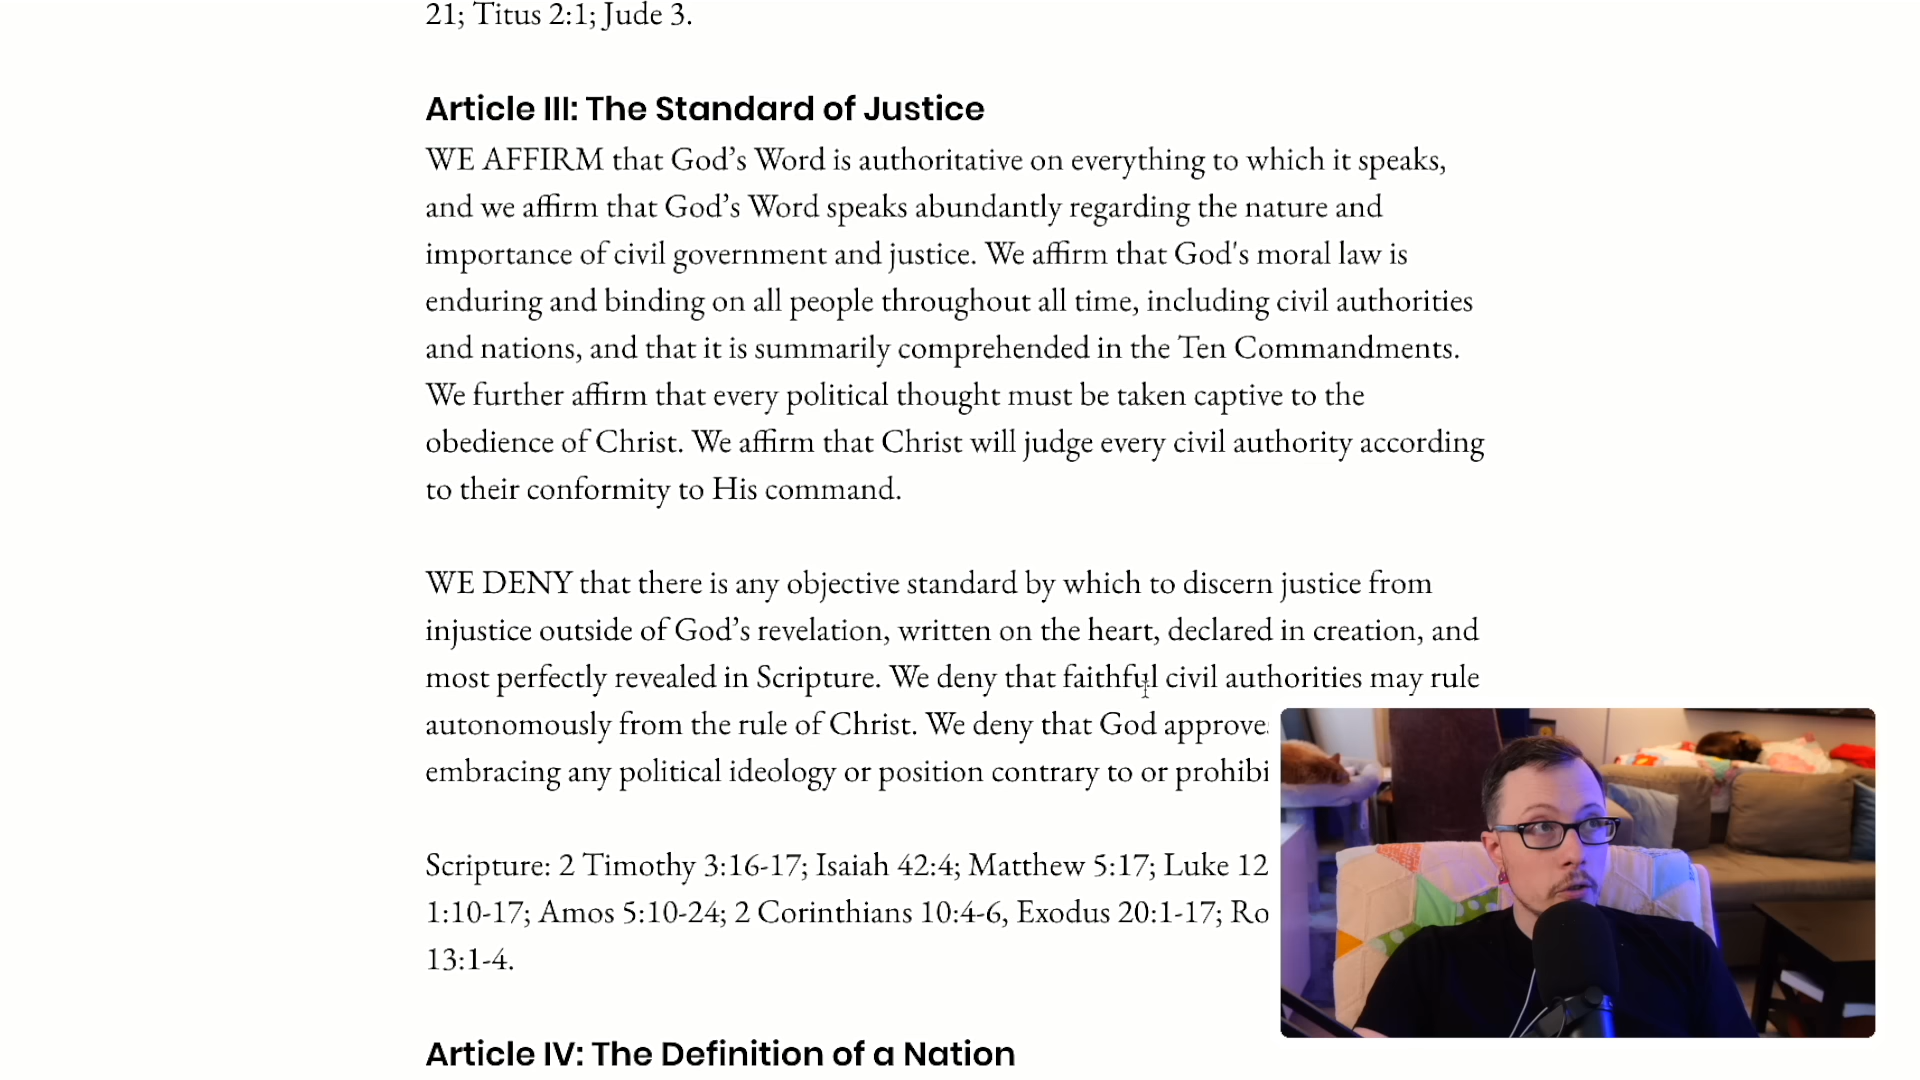 21; Titus 2:1; Jude 3.
Article III: The Standard of Justice
WE AFFIRM that God’s Word is authoritative on everything to which it speaks,
and we affirm that God’s Word speaks abundantly regarding the nature and
importance of civil government and justice. We affirm that God's moral law is
enduring and binding on all people throughout all time, including civil authorities
and nations, and that it is summarily comprehended in the Ten Commandments.
We further affirm that every political thought must be taken captive to the
obedience of Christ. We affirm that Christ will judge every civil authority according
to their conformity to His command.
WE DENY that there is any objective standard by which to discern justice from
injustice outside of God’s revelation, written on the heart, declared in creation, and
most perfectly revealed in Scripture. We deny that faithful civil authorities may rule
autonomously from the rule of Christ. We deny that God approve
embracing any political ideology or position contrary to or prohibi
Scripture: 2 Timothy 3:16-17; Isaiah 42:4; Matthew 5:17; Luke 12
1:10-17; Amos 5:10-24; 2 Corinthians 10:4-6, Exodus 20:1-17; Ro
13:1-4.
Article IV: The Definition of a Nation